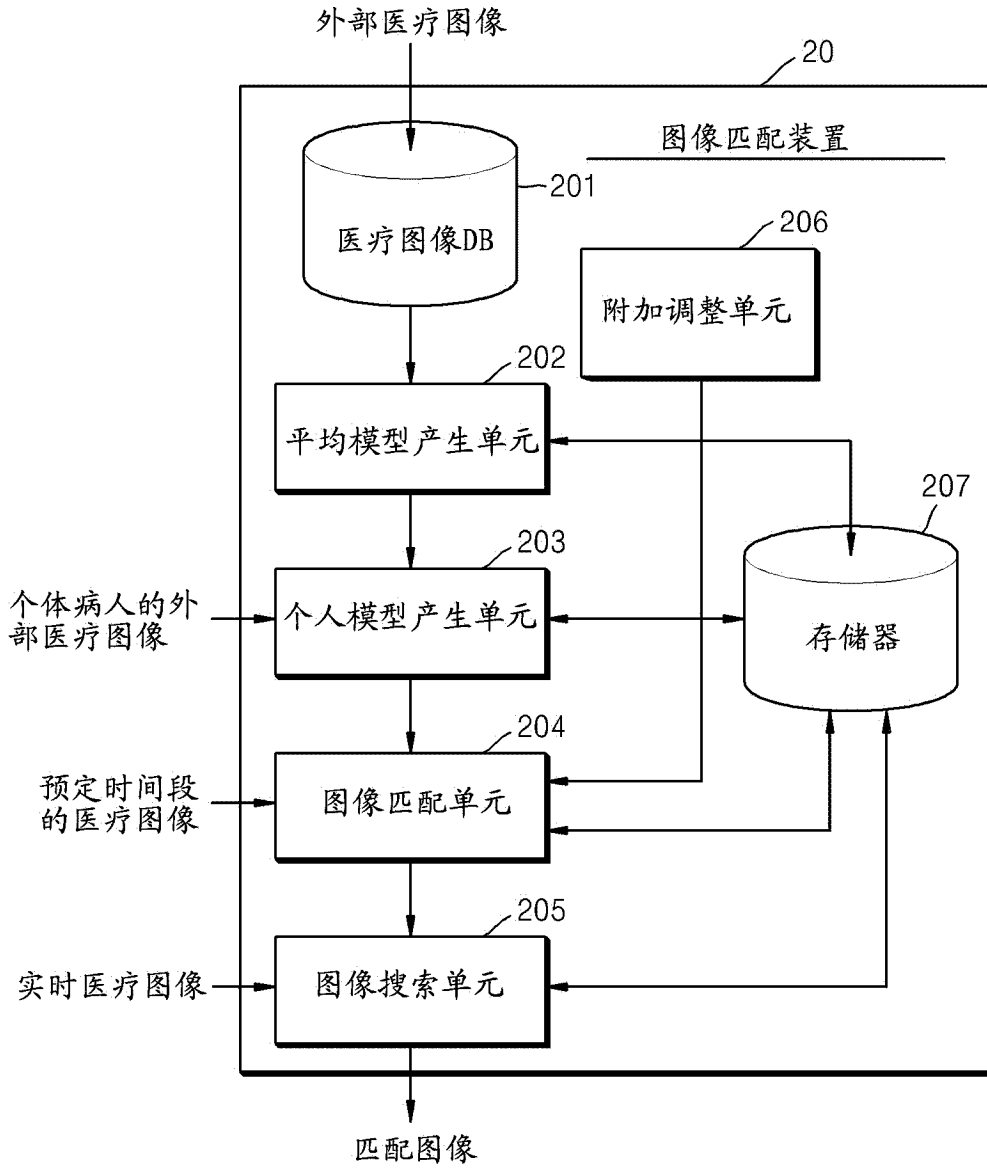 外部医疗图像
20
图像匹配装置
201
医疗图像DB
206
附加调整单元
202
平均模型产生单元
207
203
个体病人的外
部医疗图像
个人模型产生单元
存储器
204
预定时间段
的医疗图像
图像匹配单元
205
实时医疗图像
图像搜索单元
匹配图像